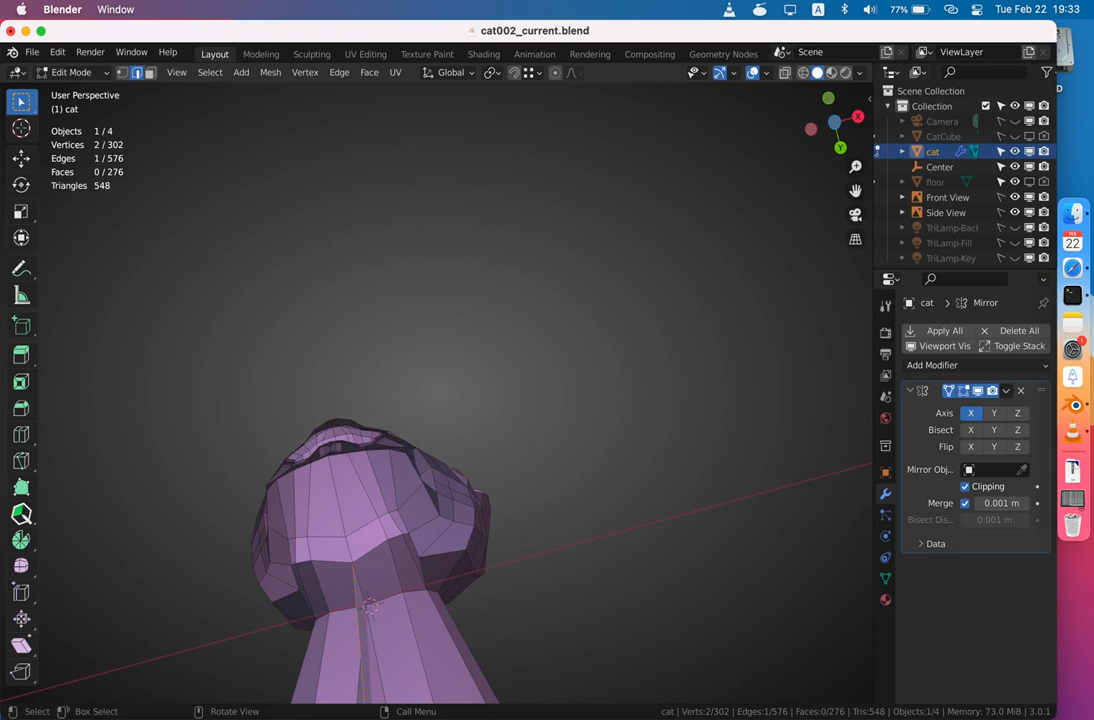 Blender Window A 77% Tue Feb 22 19:33
cat002_current.blend
File Edit Render Window Help Layout Modeling Sculpting UV Editing Texture Paint Shading Animation Rendering Compositing Geometry Nodes Scene ViewLayer
Edit Mode View Select Add Mesh Vertex Edge Face UV Global
User Perspective
(1) cat
Objects 1/4
Vertices 2/302
Edges 1/576
Faces 0/276
Triangles 548
X
Y
Scene Collection
Collection
Camera
CatCube
cat
Center
floor
Front View
Side View
TriLamp-Back
TriLamp-Fill
TriLamp-Key
FEB
22
cat Mirror
Apply All Delete All
Viewport Vis Toggle Stack
Add Modifier
Axis X Y Z
Bisect X Y Z
Flip X Y Z
Mirror Obj...
Clipping
Merge 0.001 m
Bisect Dis... 0.001 m
Data
Select Box Select Rotate View Call Menu cat | Verts:2/302 | Edges:1/576 | Faces:0/276 | Tris:548 | Objects:1/4 | Memory: 73.0 MiB | 3.0.1